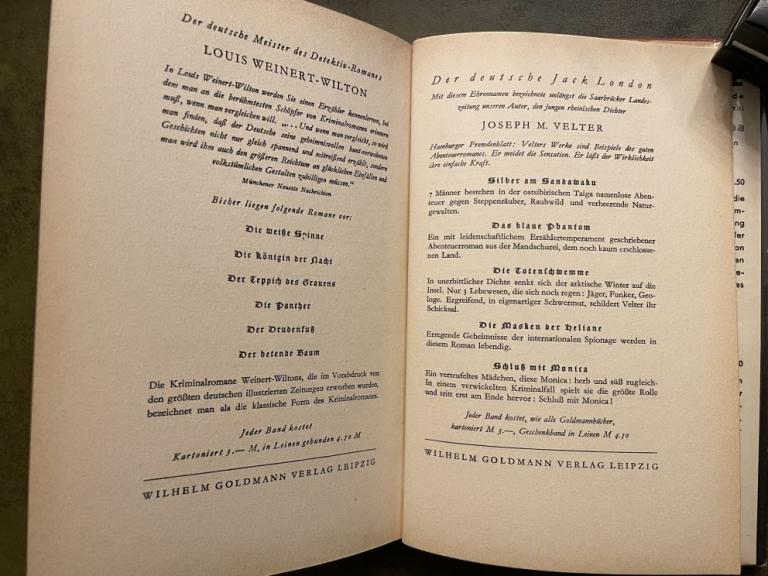 Der deutsche Meister des Detektiv-Romanes
LOUIS WEINERT-WILTON
In Louis Weinert-Wilton werden Sie einen Erzähler kennenlernen, bei
dem man an die berühmtesten Schöpfer von Kriminalromanen erinnern
muß, wenn man vergleichen will. „... Und wenn man vergleicht, so wird
man finden, daß der Deutsche seine geheimnisvollen bunt-verwobenen
Geschichten nicht nur gleich spannend und mitreißend erzählt, sondern
man wird ihm auch den größeren Reichtum an glücklichen Einfällen und
volkstümlichen Gestalten zubilligen müssen.“
Münchener Neueste Nachrichten
Bisher liegen folgende Romane vor:
Die weiße Spinne
Die Königin der Nacht
Der Teppich des Grauens
Die Panther
Der Drudenfuß
Der betende Baum
Die Kriminalromane Weinert-Wiltons, die im Vorabdruck von
den größten deutschen illustrierten Zeitungen erworben wurden,
bezeichnet man als die klassische Form des Kriminalromanes.
Jeder Band kostet
Kartoniert 3.— M, in Leinen gebunden 4.50 M
WILHELM GOLDMANN VERLAG LEIPZIG
Der deutsche Jack London
Mit diesem Ehrennamen bezeichnete unlängst die Saarbrücker Landes-
zeitung unseren Autor, den jungen rheinischen Dichter
JOSEPH M. VELTER
Hamburger Fremdenblatt: Velters Werke sind Beispiele des guten
Abenteuerromans. Er meidet die Sensation. Er läßt der Wirklichkeit
ihre einfache Kraft.
Silber am Sandawaku
7 Männer bestehen in der ostsibirischen Taiga namenlose Aben-
teuer gegen Steppenräuber, Raubwild und verheerende Natur-
gewalten.
Das blaue Phantom
Ein mit leidenschaftlichem Erzählertemperament geschriebener
Abenteuerroman aus der Mandschurei, dem noch kaum erschlosse-
nen Land.
Die Totenschwemme
In unerbittlicher Dichte senkt sich der arktische Winter auf die
Insel. Nur 3 Lebewesen, die sich noch regen: Jäger, Funker, Geo-
loge. Ergreifend, in eigenartiger Schwermut, schildert Velter ihr
Schicksal.
Die Masken der Heliane
Erregende Geheimnisse der internationalen Spionage werden in
diesem Roman lebendig.
Schluß mit Monica
Ein verteufeltes Mädchen, diese Monica: herb und süß zugleich.
In einem verwickelten Kriminalfall spielt sie die größte Rolle
und tritt erst am Ende hervor: Schluß mit Monica!
Jeder Band kostet, wie alle Goldmannbücher,
kartoniert M 3.—, Geschenkband in Leinen M 4.50
WILHELM GOLDMANN VERLAG LEIPZIG
.50
die